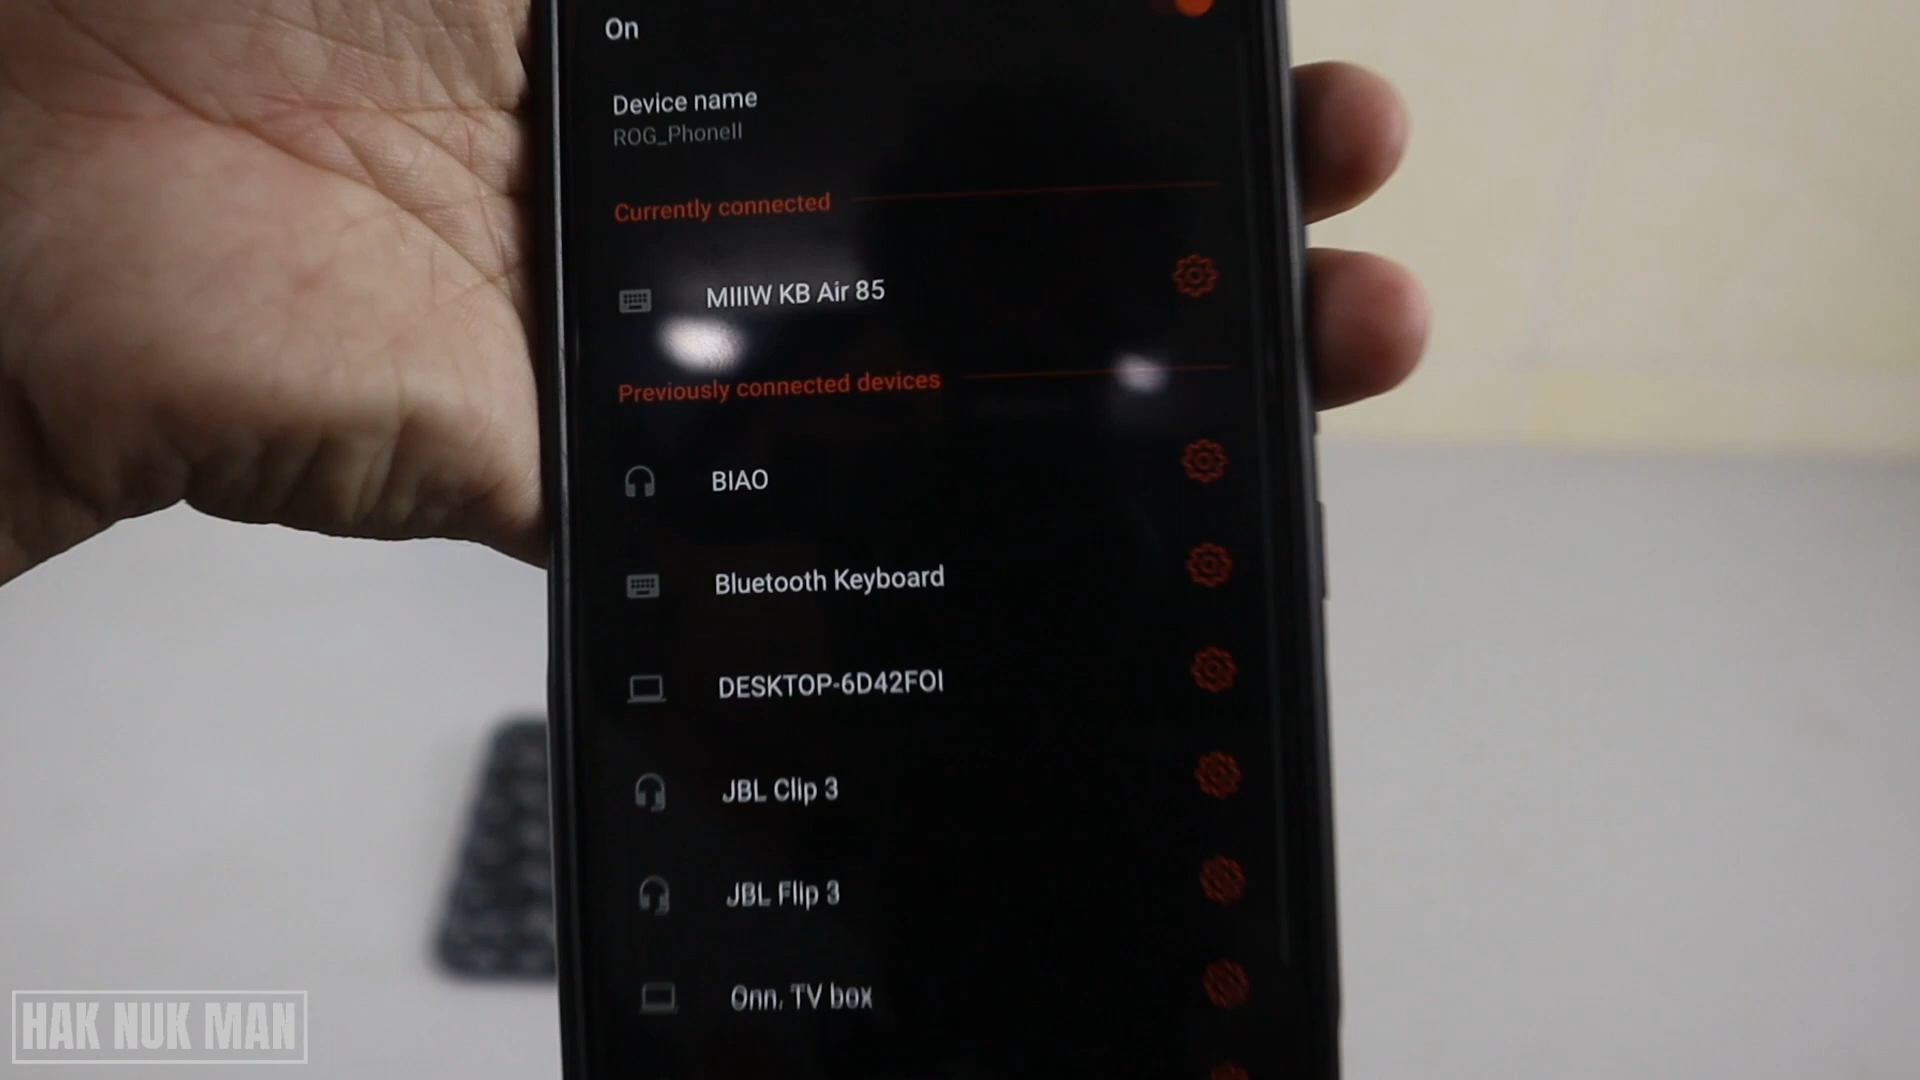 On
Device name
ROG_PhoneII
Currently connected
MIIIW KB Air 85
Previously connected devices
BIAO
Bluetooth Keyboard
DESKTOP-6D42FOI
JBL Clip 3
JBL Flip 3
Onn. TV box
HAK NUK MAN